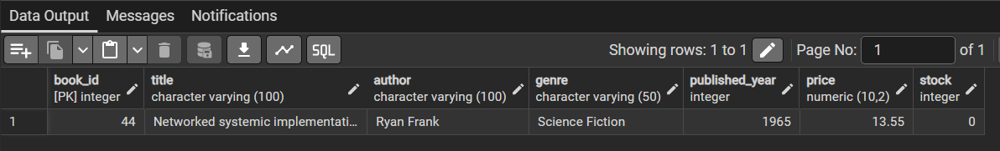 Data Output Messages Notifications
SQL Showing rows: 1 to 1 Page No: 1 of 1
book_id title author genre published_year price stock
[PK] integer character varying (100) character varying (100) character varying (50) integer numeric (10,2) integer
1 44 Networked systemic implementati… Ryan Frank Science Fiction 1965 13.55 0